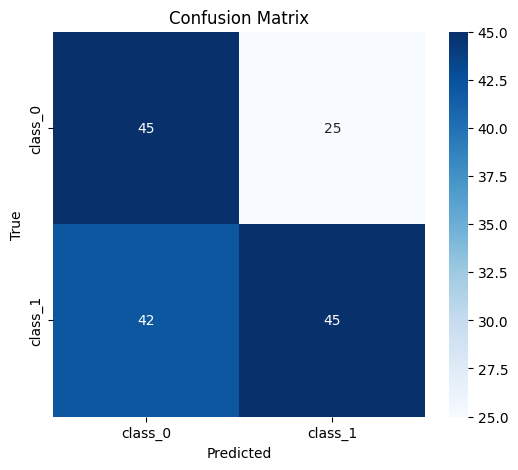 Confusion Matrix
True
class_0
45
25
class_1
42
45
class_0
class_1
Predicted
45.0
42.5
40.0
37.5
35.0
32.5
30.0
27.5
25.0